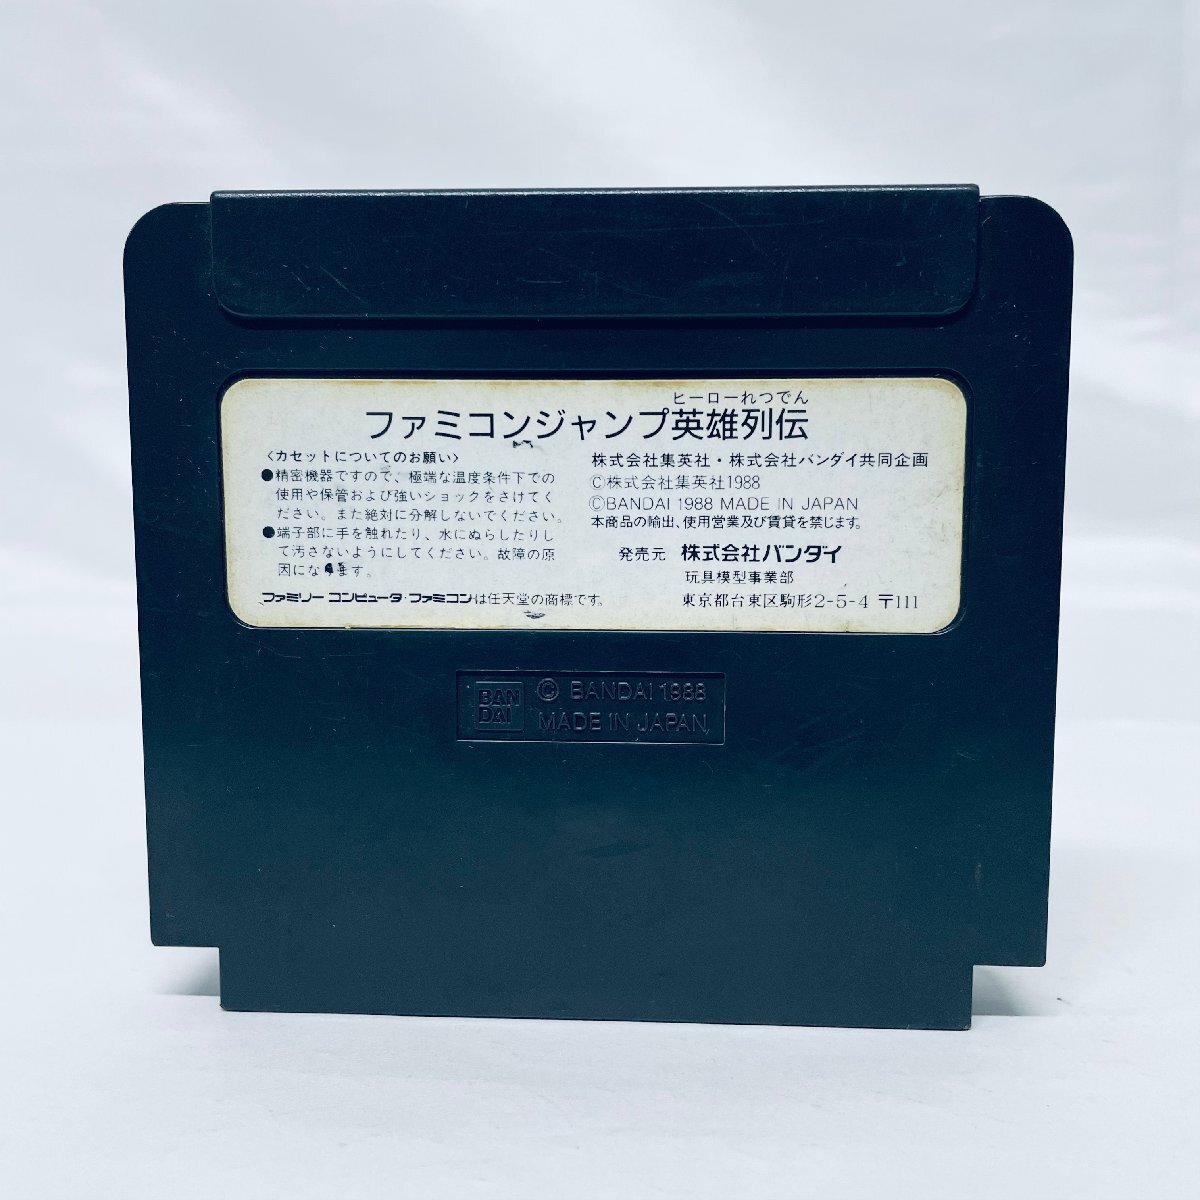 ヒーローれつでん
ファミコンジャンプ英雄列伝
〈カセットについてのお願い〉
●精密機器ですので、極端な温度条件下での
使用や保管および強いショックをさけてく
ださい。また絶対に分解しないでください。
●端子部に手を触れたり、水にぬらしたりし
て汚さないようにしてください。故障の原
因になります。
ファミリーコンピュータ・ファミコンは任天堂の商標です。
株式会社集英社・株式会社バンダイ共同企画
©株式会社集英社1988
©BANDAI 1988 MADE IN JAPAN
本商品の輸出、使用営業及び賃貸を禁じます。
発売元 株式会社バンダイ
玩具模型事業部
東京都台東区駒形2-5-4 〒111
BAN
DAI
© BANDAI 1988
MADE IN JAPAN